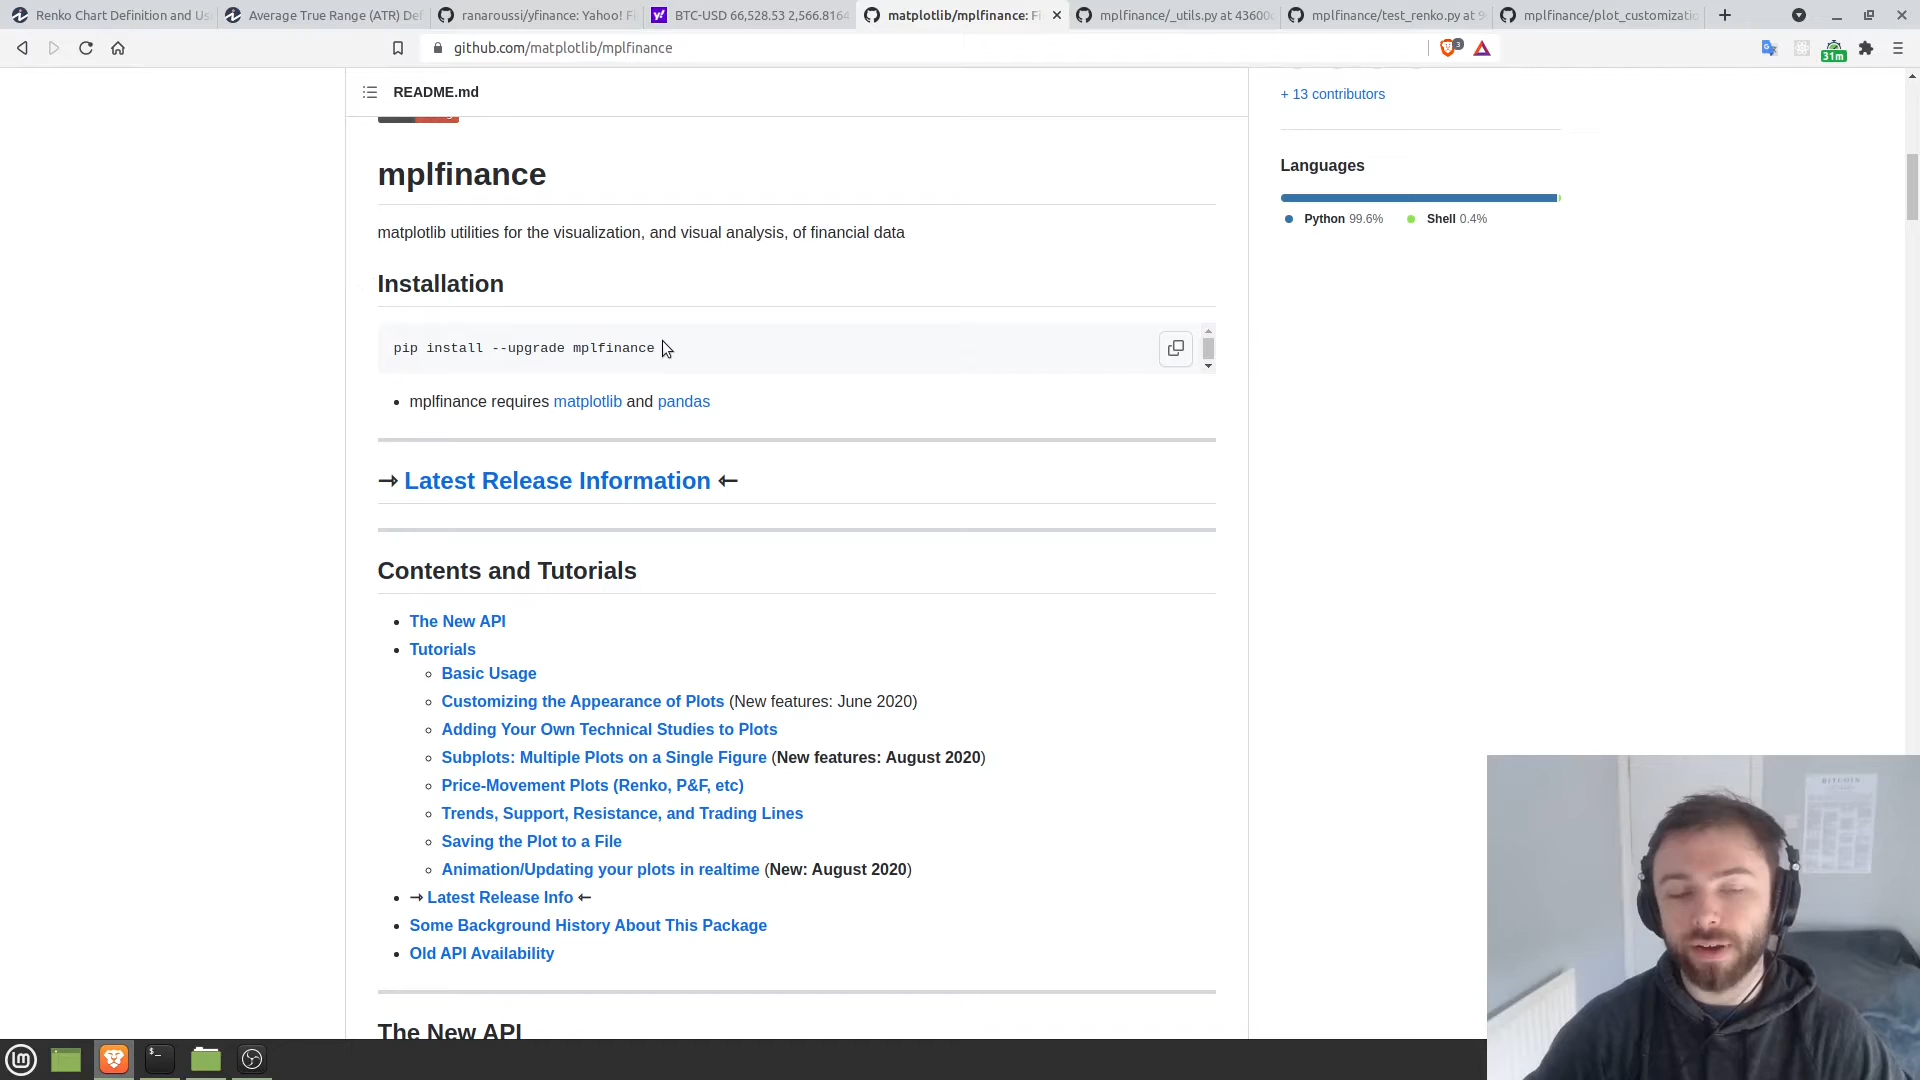 Renko Chart Definition and Us
Average True Range (ATR) De
ranaroussi/yfinance: Yahoo! Fi
BTC-USD 66,528.53 2,566.8164
matplotlib/mplfinance: Fi
mplfinance/_utils.py at 43600
mplfinance/test_renko.py at 9
mplfinance/plot_customizatio
github.com/matplotlib/mplfinance
3
31m
README.md
+ 13 contributors
mplfinance
Languages
Python 99.6%
Shell 0.4%
matplotlib utilities for the visualization, and visual analysis, of financial data
Installation
pip install --upgrade mplfinance
mplfinance requires matplotlib and pandas
→ Latest Release Information ←
Contents and Tutorials
The New API
Tutorials
Basic Usage
Customizing the Appearance of Plots (New features: June 2020)
Adding Your Own Technical Studies to Plots
Subplots: Multiple Plots on a Single Figure (New features: August 2020)
Price-Movement Plots (Renko, P&F, etc)
Trends, Support, Resistance, and Trading Lines
Saving the Plot to a File
Animation/Updating your plots in realtime (New: August 2020)
→ Latest Release Info ←
Some Background History About This Package
Old API Availability
The New API
BITCOIN